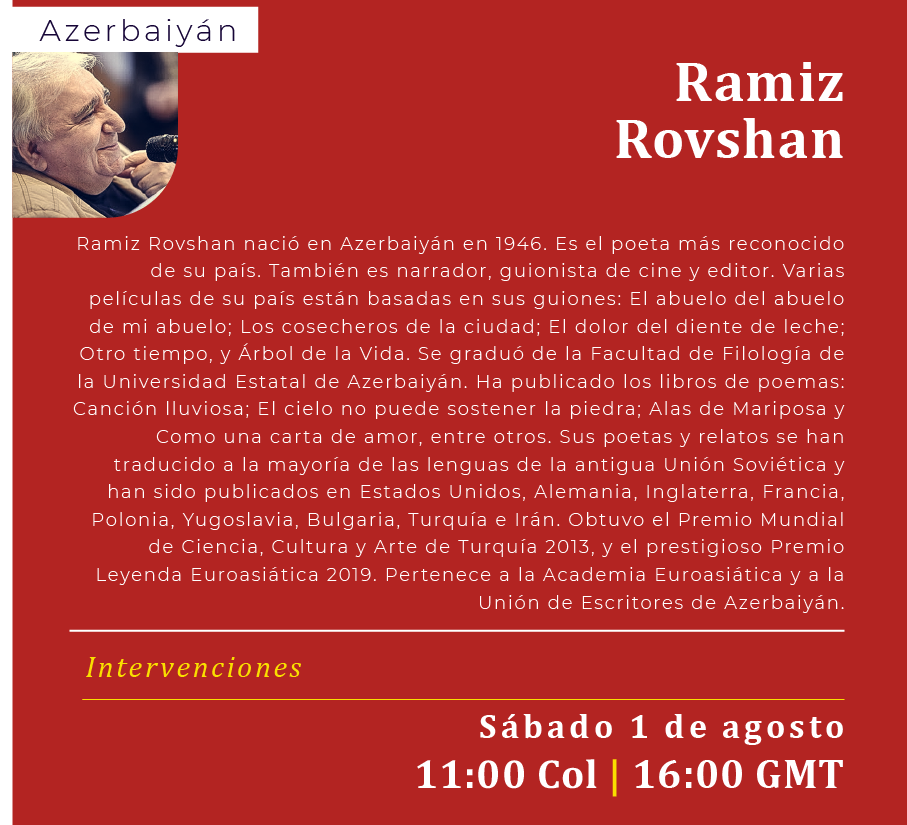 Azerbaiyán
Ramiz
Rovshan
Ramiz Rovshan nació en Azerbaiyán en 1946. Es el poeta más reconocido
de su país. También es narrador, guionista de cine y editor. Varias
películas de su país están basadas en sus guiones: El abuelo del abuelo
de mi abuelo; Los cosecheros de la ciudad; El dolor del diente de leche;
Otro tiempo, y Árbol de la Vida. Se graduó de la Facultad de Filología de
la Universidad Estatal de Azerbaiyán. Ha publicado los libros de poemas:
Canción lluviosa; El cielo no puede sostener la piedra; Alas de Mariposa y
Como una carta de amor, entre otros. Sus poetas y relatos se han
traducido a la mayoría de las lenguas de la antigua Unión Soviética y
han sido publicados en Estados Unidos, Alemania, Inglaterra, Francia,
Polonia, Yugoslavia, Bulgaria, Turquía e Irán. Obtuvo el Premio Mundial
de Ciencia, Cultura y Arte de Turquía 2013, y el prestigioso Premio
Leyenda Euroasiática 2019. Pertenece a la Academia Euroasiática y a la
Unión de Escritores de Azerbaiyán.
Intervenciones
Sábado 1 de agosto
11:00 Col | 16:00 GMT